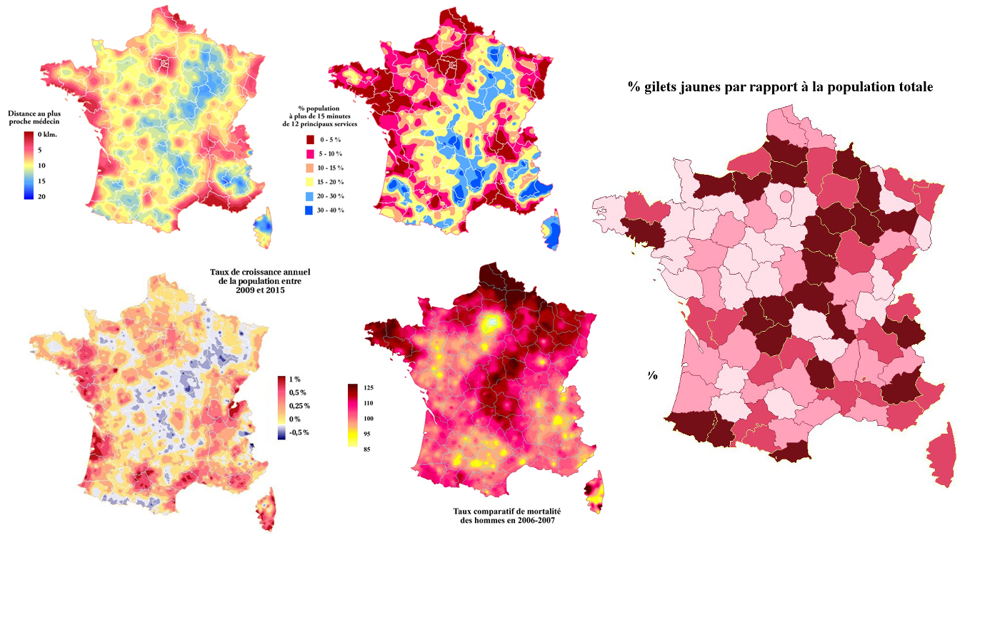 Distance au plus
proche médecin
0 klm.
5
10
15
20
% population
à plus de 15 minutes
de 12 principaux services
0 - 5 %
5 - 10 %
10 - 15 %
15 - 20 %
20 - 30 %
30 - 40 %
% gilets jaunes par rapport à la population totale
%
Taux de croissance annuel
de la population entre
2009 et 2015
1 %
0,5 %
0,25 %
0 %
-0,5 %
125
110
100
95
85
Taux comparatif de mortalité
des hommes en 2006-2007